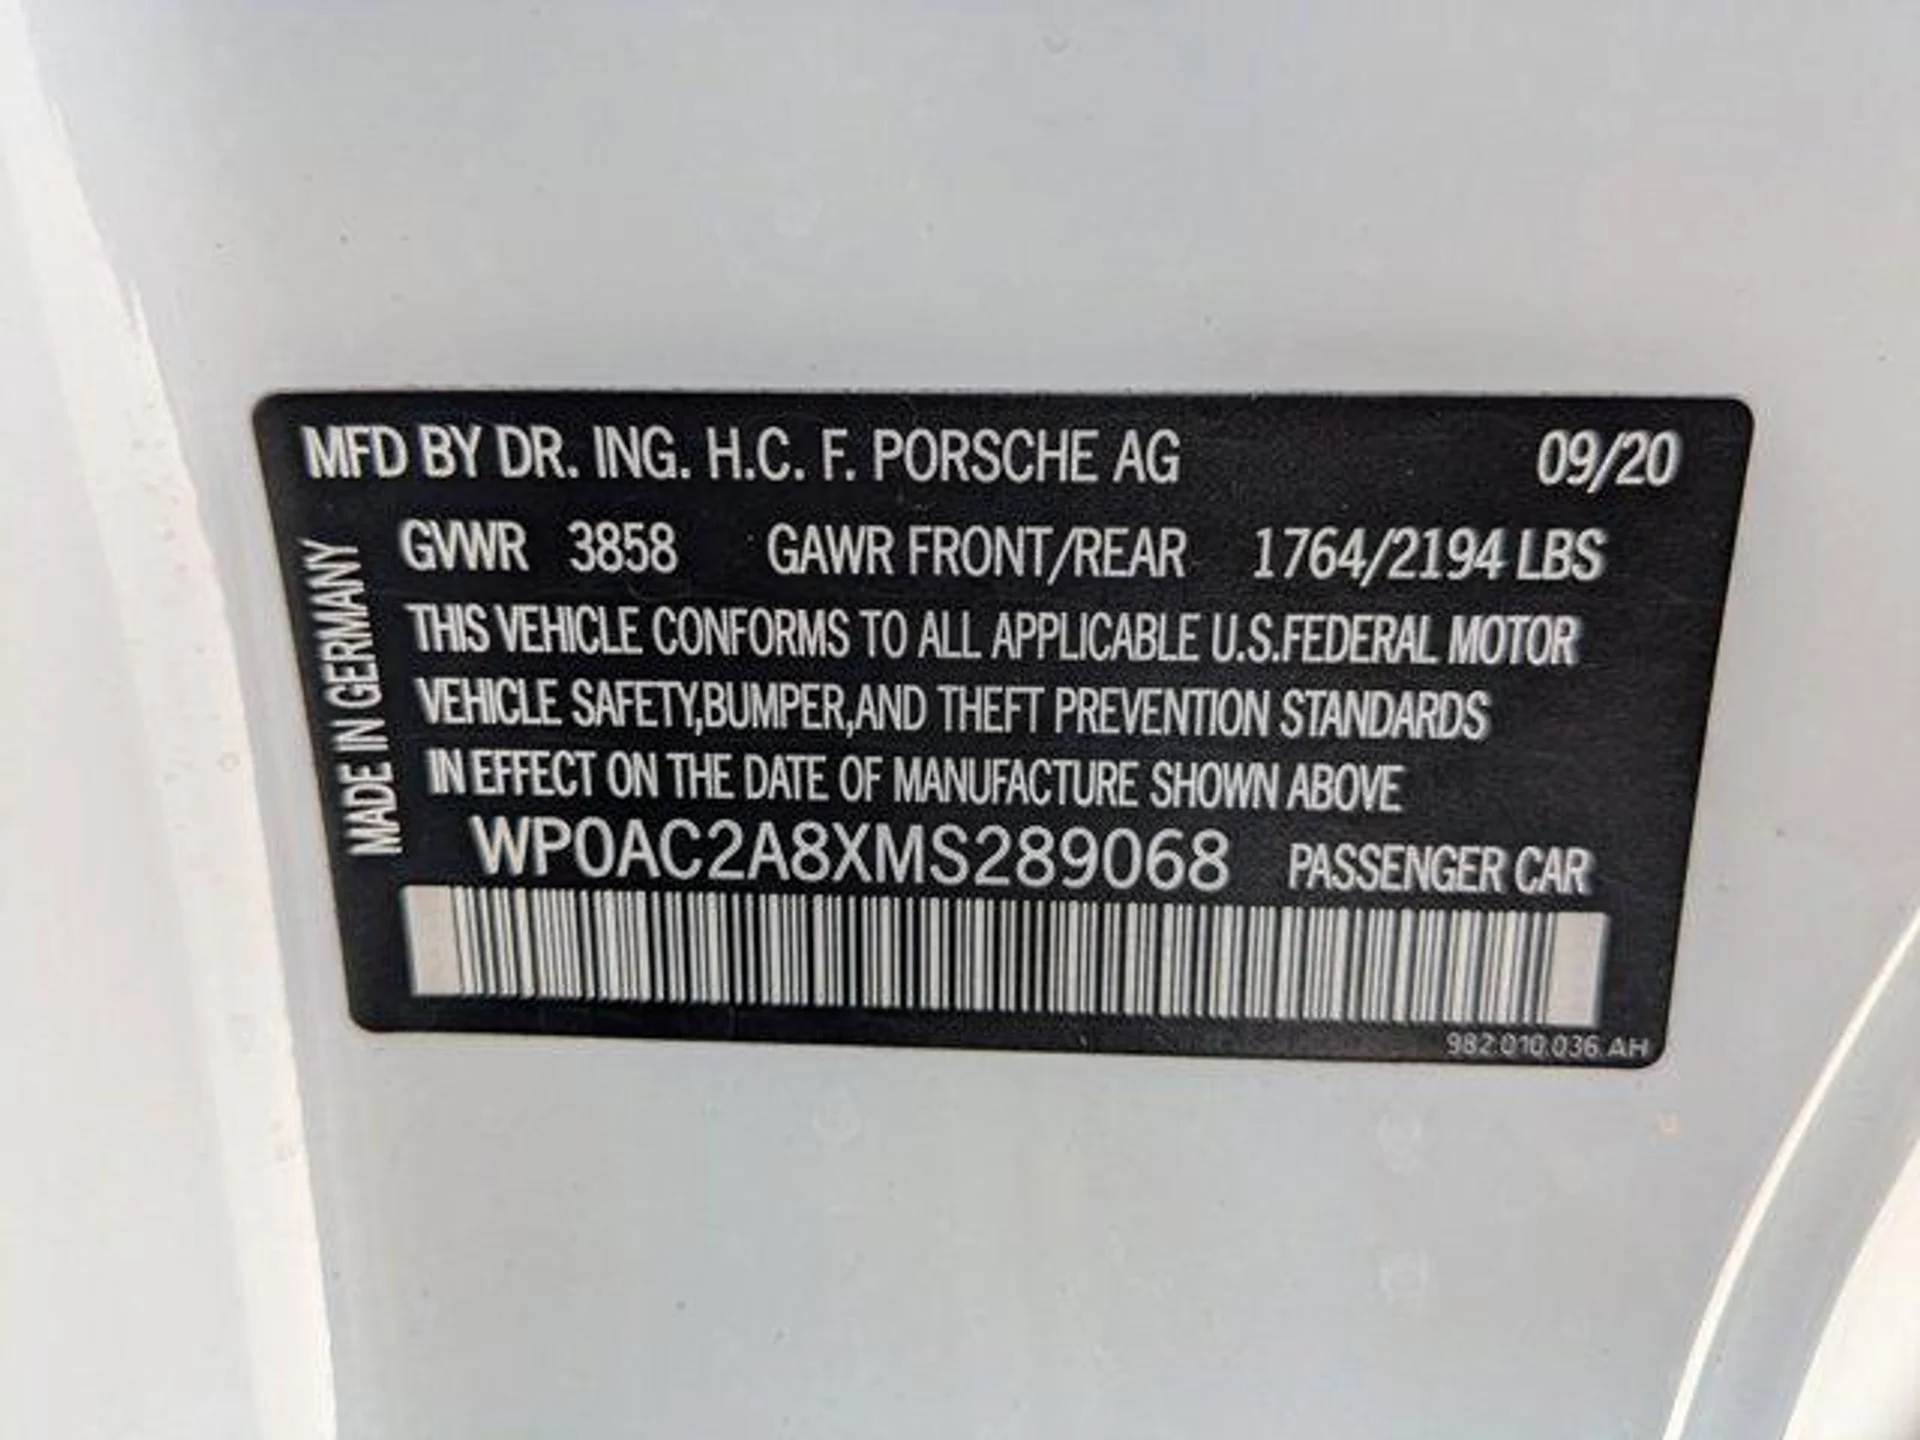 MFD BY DR. ING. H.C. F. PORSCHE AG 09/20
GVWR 3858 GAWR FRONT/REAR 1764/2194 LBS
THIS VEHICLE CONFORMS TO ALL APPLICABLE U.S.FEDERAL MOTOR
VEHICLE SAFETY,BUMPER,AND THEFT PREVENTION STANDARDS
IN EFFECT ON THE DATE OF MANUFACTURE SHOWN ABOVE
WP0AC2A8XMS289068 PASSENGER CAR
MADE IN GERMANY
982.010.036.AH